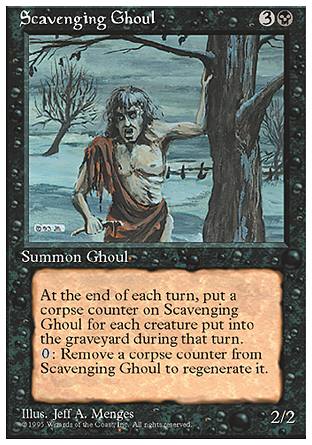 Scavenging Ghoul 3
Summon Ghoul
At the end of each turn, put a
corpse counter on Scavenging
Ghoul for each creature put into
the graveyard during that turn.
0: Remove a corpse counter from
Scavenging Ghoul to regenerate it.
Illus. Jeff A. Menges 2/2
©1995 Wizards of the Coast, Inc. All rights reserved.